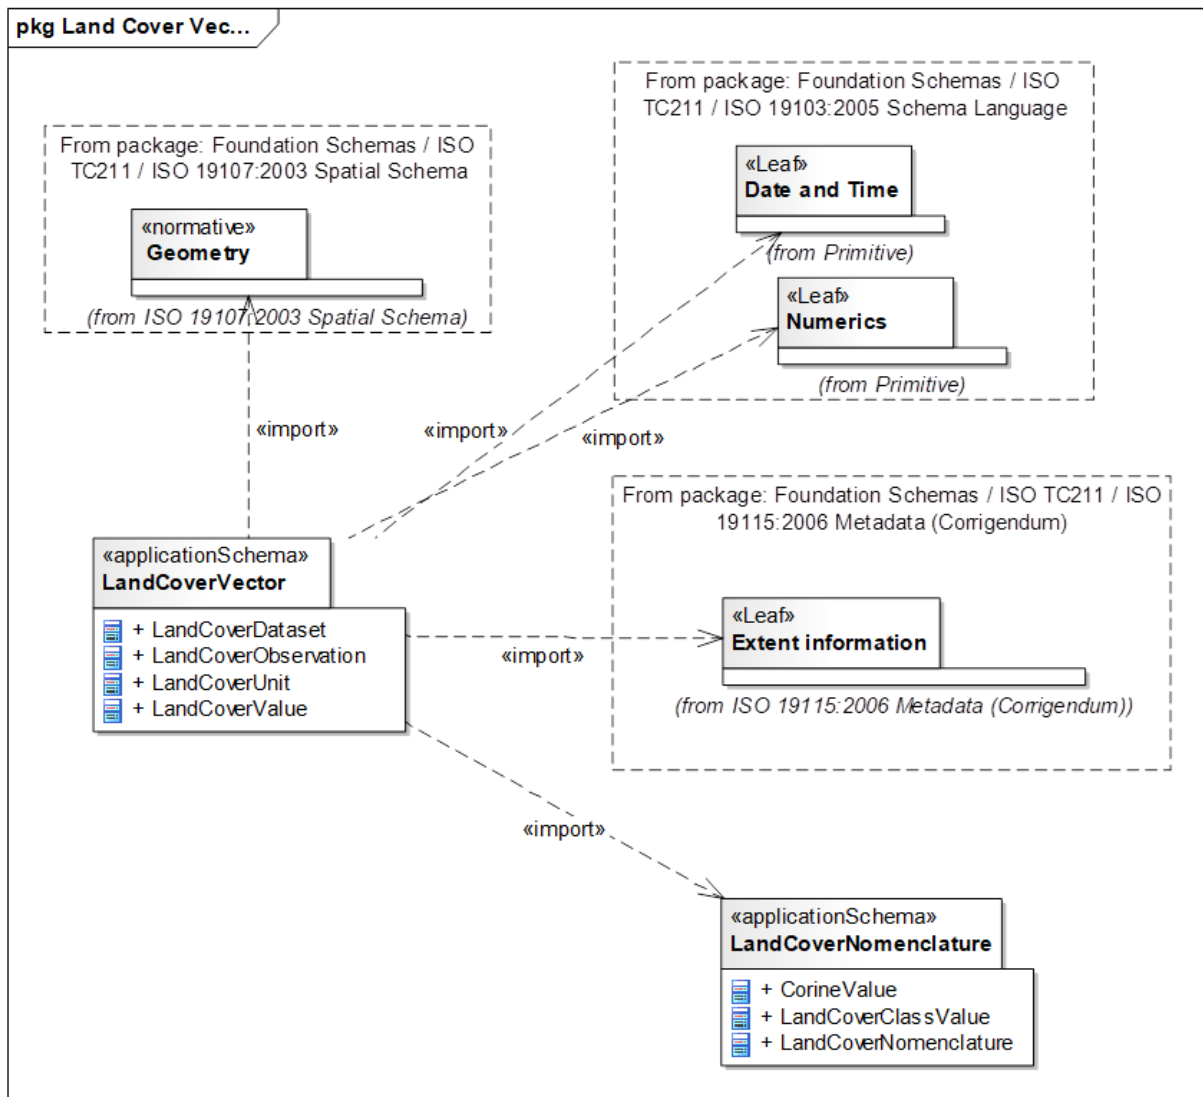 pkg Land Cover Vec...
From package: Foundation Schemas / ISO
TC211 / ISO 19103:2005 Schema Language
«Leaf»
Date and Time
(from Primitive)
«Leaf»
Numerics
(from Primitive)
From package: Foundation Schemas / ISO
TC211 / ISO 19107:2003 Spatial Schema
«normative»
Geometry
(from ISO 19107:2003 Spatial Schema)
«import»
«import»
«import»
From package: Foundation Schemas / ISO TC211 / ISO
19115:2006 Metadata (Corrigendum)
«Leaf»
Extent information
(from ISO 19115:2006 Metadata (Corrigendum))
«applicationSchema»
LandCoverVector
+ LandCoverDataset
+ LandCoverObservation
+ LandCoverUnit
+ LandCoverValue
«import»
«import»
«applicationSchema»
LandCoverNomenclature
+ CorineValue
+ LandCoverClassValue
+ LandCoverNomenclature